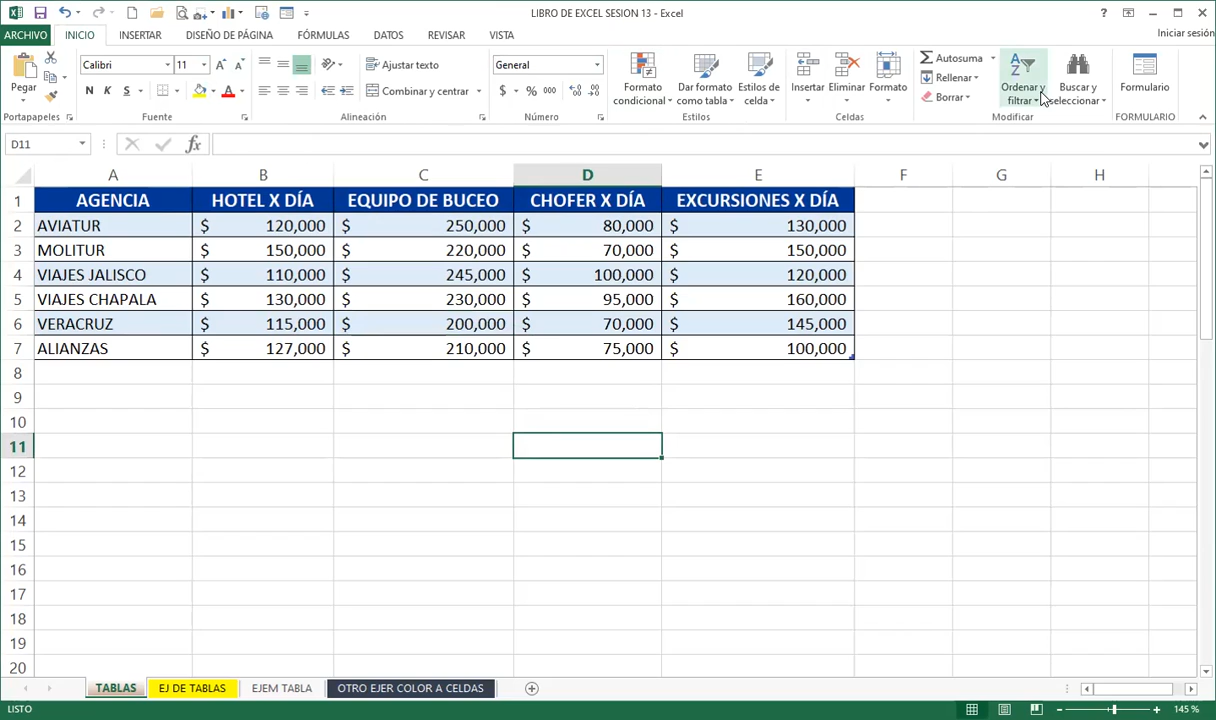 LIBRO DE EXCEL SESION 13 - Excel
Iniciar sesión
ARCHIVO INICIO INSERTAR DISEÑO DE PÁGINA FÓRMULAS DATOS REVISAR VISTA
Pegar
Portapapeles
Calibri 11
N K S
Fuente
Ajustar texto
Combinar y centrar
Alineación
General
$ % 000
Número
Formato condicional
Dar formato como tabla
Estilos de celda
Estilos
Insertar
Eliminar
Formato
Celdas
Autosuma
Rellenar
Borrar
Ordenar y filtrar
Buscar y seleccionar
Modificar
Formulario
FORMULARIO
D11 fx
A B C D E F G H
1 AGENCIA HOTEL X DÍA EQUIPO DE BUCEO CHOFER X DÍA EXCURSIONES X DÍA
2 AVIATUR $ 120,000 $ 250,000 $ 80,000 $ 130,000
3 MOLITUR $ 150,000 $ 220,000 $ 70,000 $ 150,000
4 VIAJES JALISCO $ 110,000 $ 245,000 $ 100,000 $ 120,000
5 VIAJES CHAPALA $ 130,000 $ 230,000 $ 95,000 $ 160,000
6 VERACRUZ $ 115,000 $ 200,000 $ 70,000 $ 145,000
7 ALIANZAS $ 127,000 $ 210,000 $ 75,000 $ 100,000
8
9
10
11
12
13
14
15
16
17
18
19
20
TABLAS EJ DE TABLAS EJEM TABLA OTRO EJER COLOR A CELDAS
LISTO 145 %